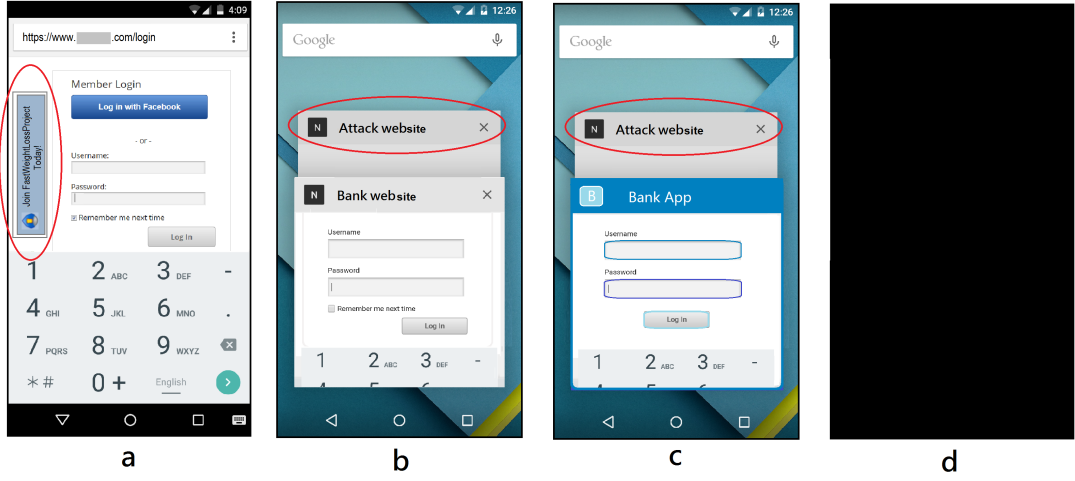 4:09
https://www. .com/login
Member Login
Log in with Facebook
- or -
Username:
Password:
Remember me next time
Log In
Join FastWeightLossProject
Today!
1 2 ABC 3 DEF -
4 GHI 5 JKL 6 MNO .
7 PQRS 8 TUV 9 WXYZ
* # 0 + English
a
12:26
Google
N Attack website ×
N Bank website ×
Username
Password
Remember me next time
Log In
1 2 ABC 3 DEF -
b
12:26
Google
N Attack website ×
B Bank App
Username
Password
Log In
1 2 ABC 3 DEF -
c
d